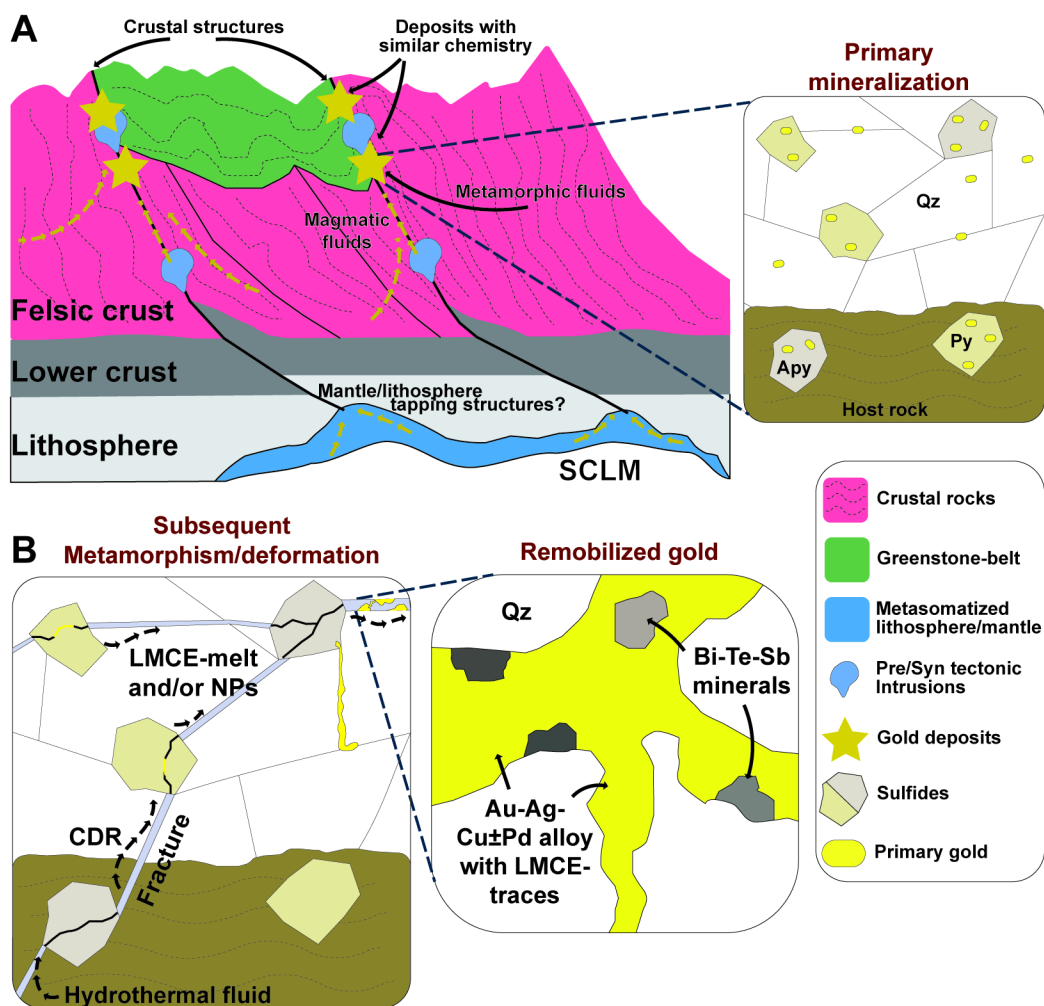 A
Crustal structures
Deposits with
similar chemistry
Metamorphic fluids
Magmatic
fluids
Felsic crust
Lower crust
Mantle/lithosphere
tapping structures?
Lithosphere
SCLM
Primary
mineralization
Qz
Apy
Py
Host rock
Crustal rocks
Greenstone-belt
Metasomatized
lithosphere/mantle
Pre/Syn tectonic
Intrusions
Gold deposits
Sulfides
Primary gold
B
Subsequent
Metamorphism/deformation
LMCE-melt
and/or NPs
CDR
Fracture
Hydrothermal fluid
Remobilized gold
Qz
Bi-Te-Sb
minerals
Au-Ag-
Cu±Pd alloy
with LMCE-
traces